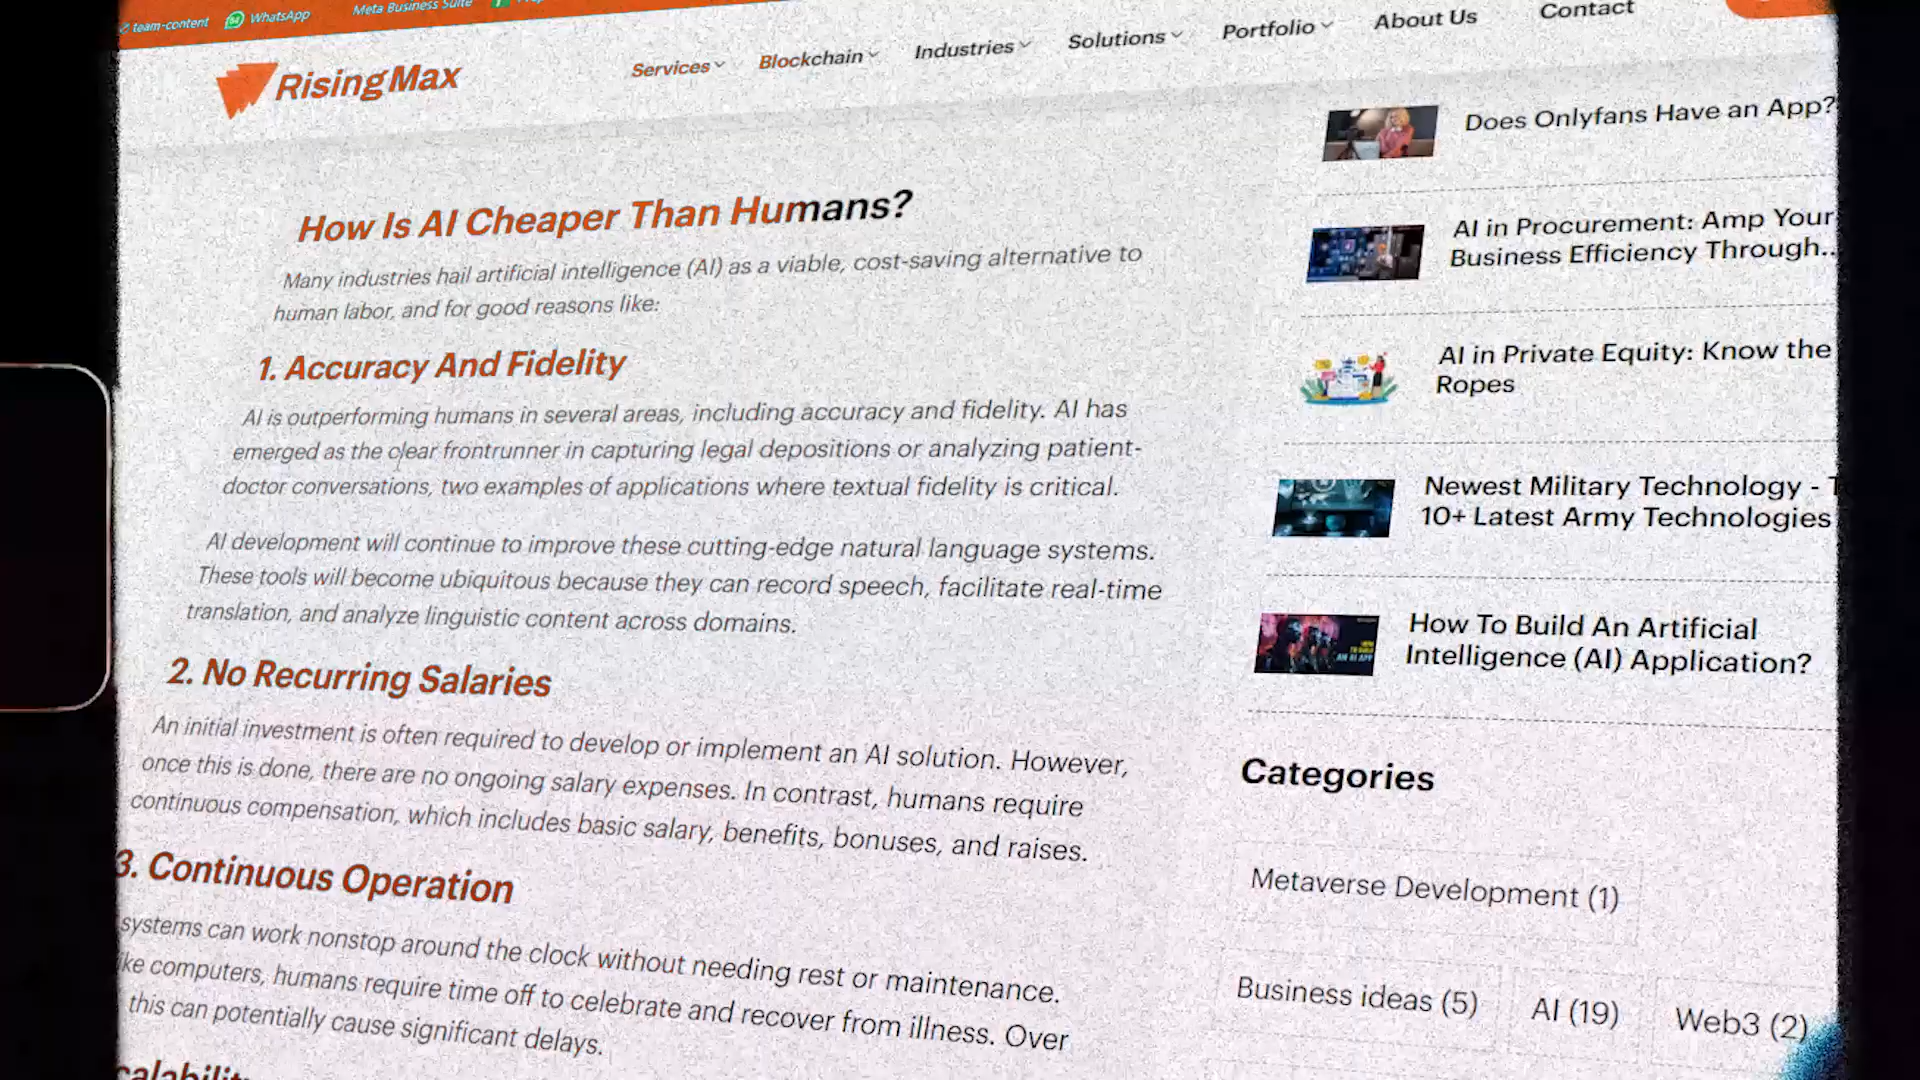 team-content
WhatsApp
Meta Business Suite
RisingMax
Services
Blockchain
Industries
Solutions
Portfolio
About Us
Contact
How Is AI Cheaper Than Humans?
Many industries hail artificial intelligence (AI) as a viable, cost-saving alternative to
human labor, and for good reasons like:
1. Accuracy And Fidelity
AI is outperforming humans in several areas, including accuracy and fidelity. AI has
emerged as the clear frontrunner in capturing legal depositions or analyzing patient-
doctor conversations, two examples of applications where textual fidelity is critical.
AI development will continue to improve these cutting-edge natural language systems.
These tools will become ubiquitous because they can record speech, facilitate real-time
translation, and analyze linguistic content across domains.
2. No Recurring Salaries
An initial investment is often required to develop or implement an AI solution. However,
once this is done, there are no ongoing salary expenses. In contrast, humans require
continuous compensation, which includes basic salary, benefits, bonuses, and raises.
3. Continuous Operation
systems can work nonstop around the clock without needing rest or maintenance.
ke computers, humans require time off to celebrate and recover from illness. Over
this can potentially cause significant delays.
Does Onlyfans Have an App?
AI in Procurement: Amp Your
Business Efficiency Through..
AI in Private Equity: Know the
Ropes
Newest Military Technology - T
10+ Latest Army Technologies
How To Build An Artificial
Intelligence (AI) Application?
Categories
Metaverse Development (1)
Business ideas (5)
AI (19)
Web3 (2)